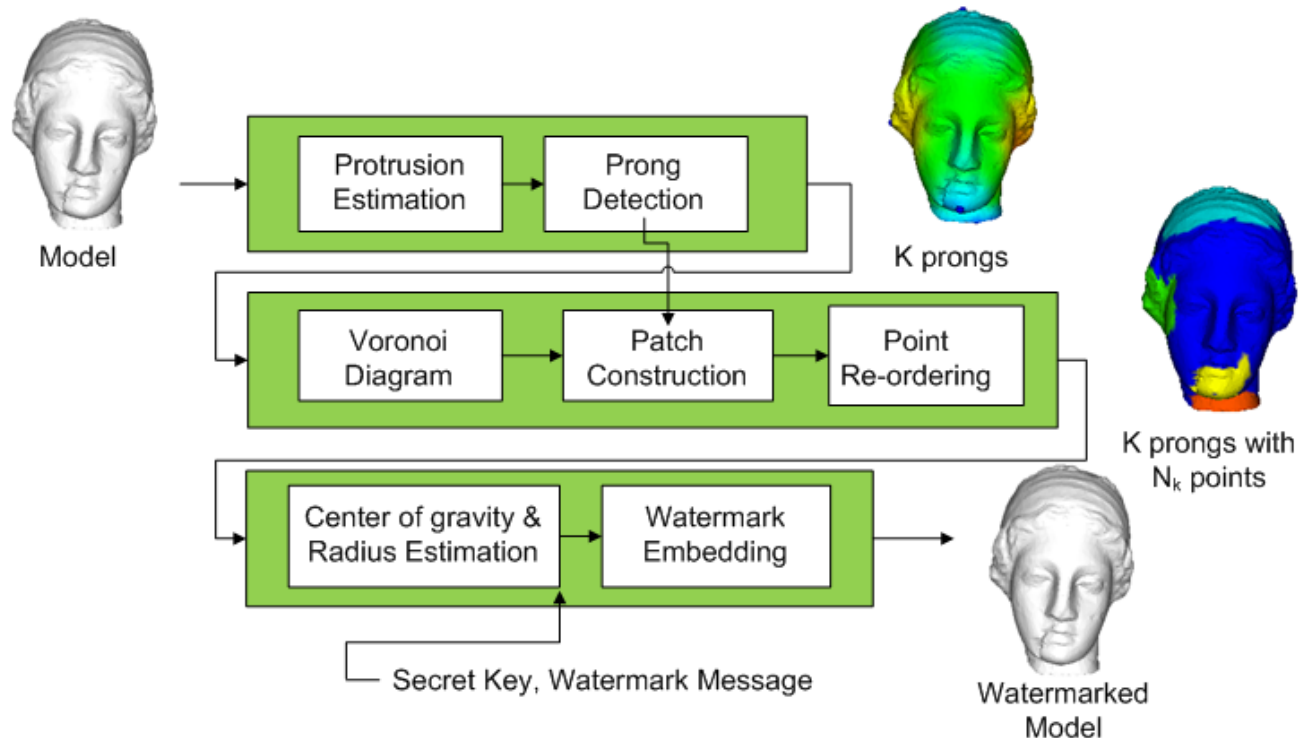 Model
Protrusion
Estimation
Prong
Detection
K prongs
Voronoi
Diagram
Patch
Construction
Point
Re-ordering
K prongs with
Nₖ points
Center of gravity &
Radius Estimation
Watermark
Embedding
Secret Key, Watermark Message
Watermarked
Model